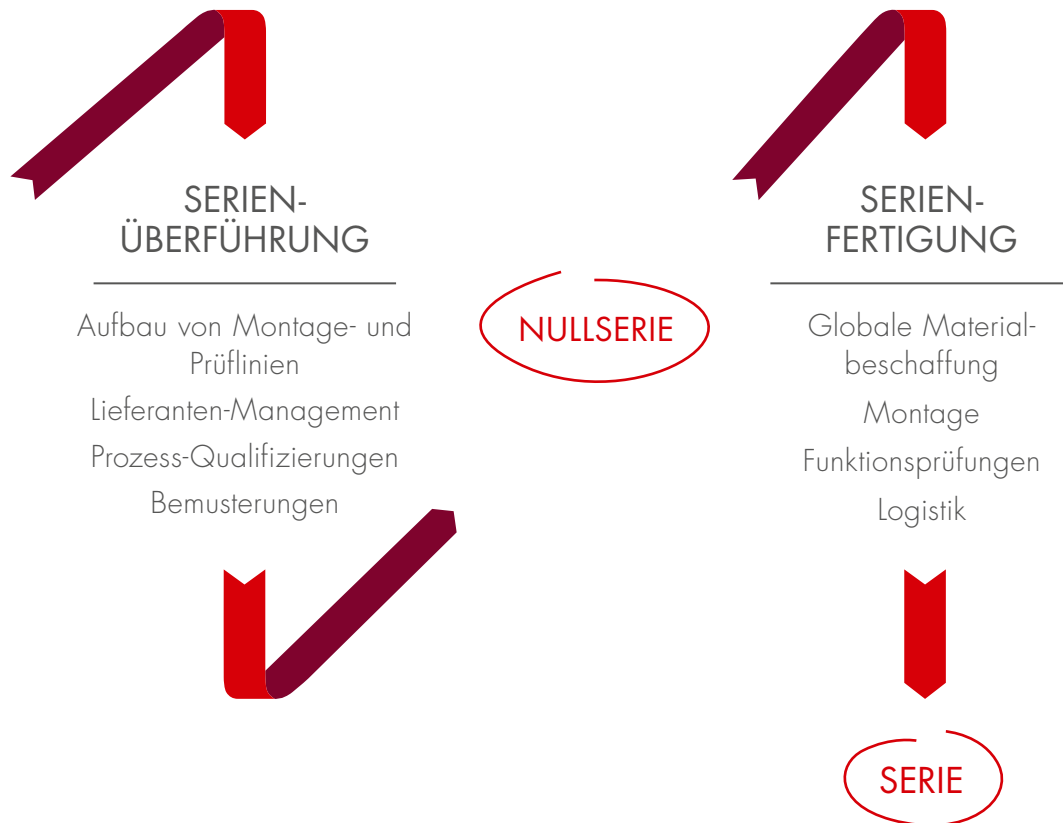 SERIEN-
ÜBERFÜHRUNG
Aufbau von Montage- und
Prüflinien
Lieferanten-Management
Prozess-Qualifizierungen
Bemusterungen
NULLSERIE
SERIEN-
FERTIGUNG
Globale Material-
beschaffung
Montage
Funktionsprüfungen
Logistik
SERIE